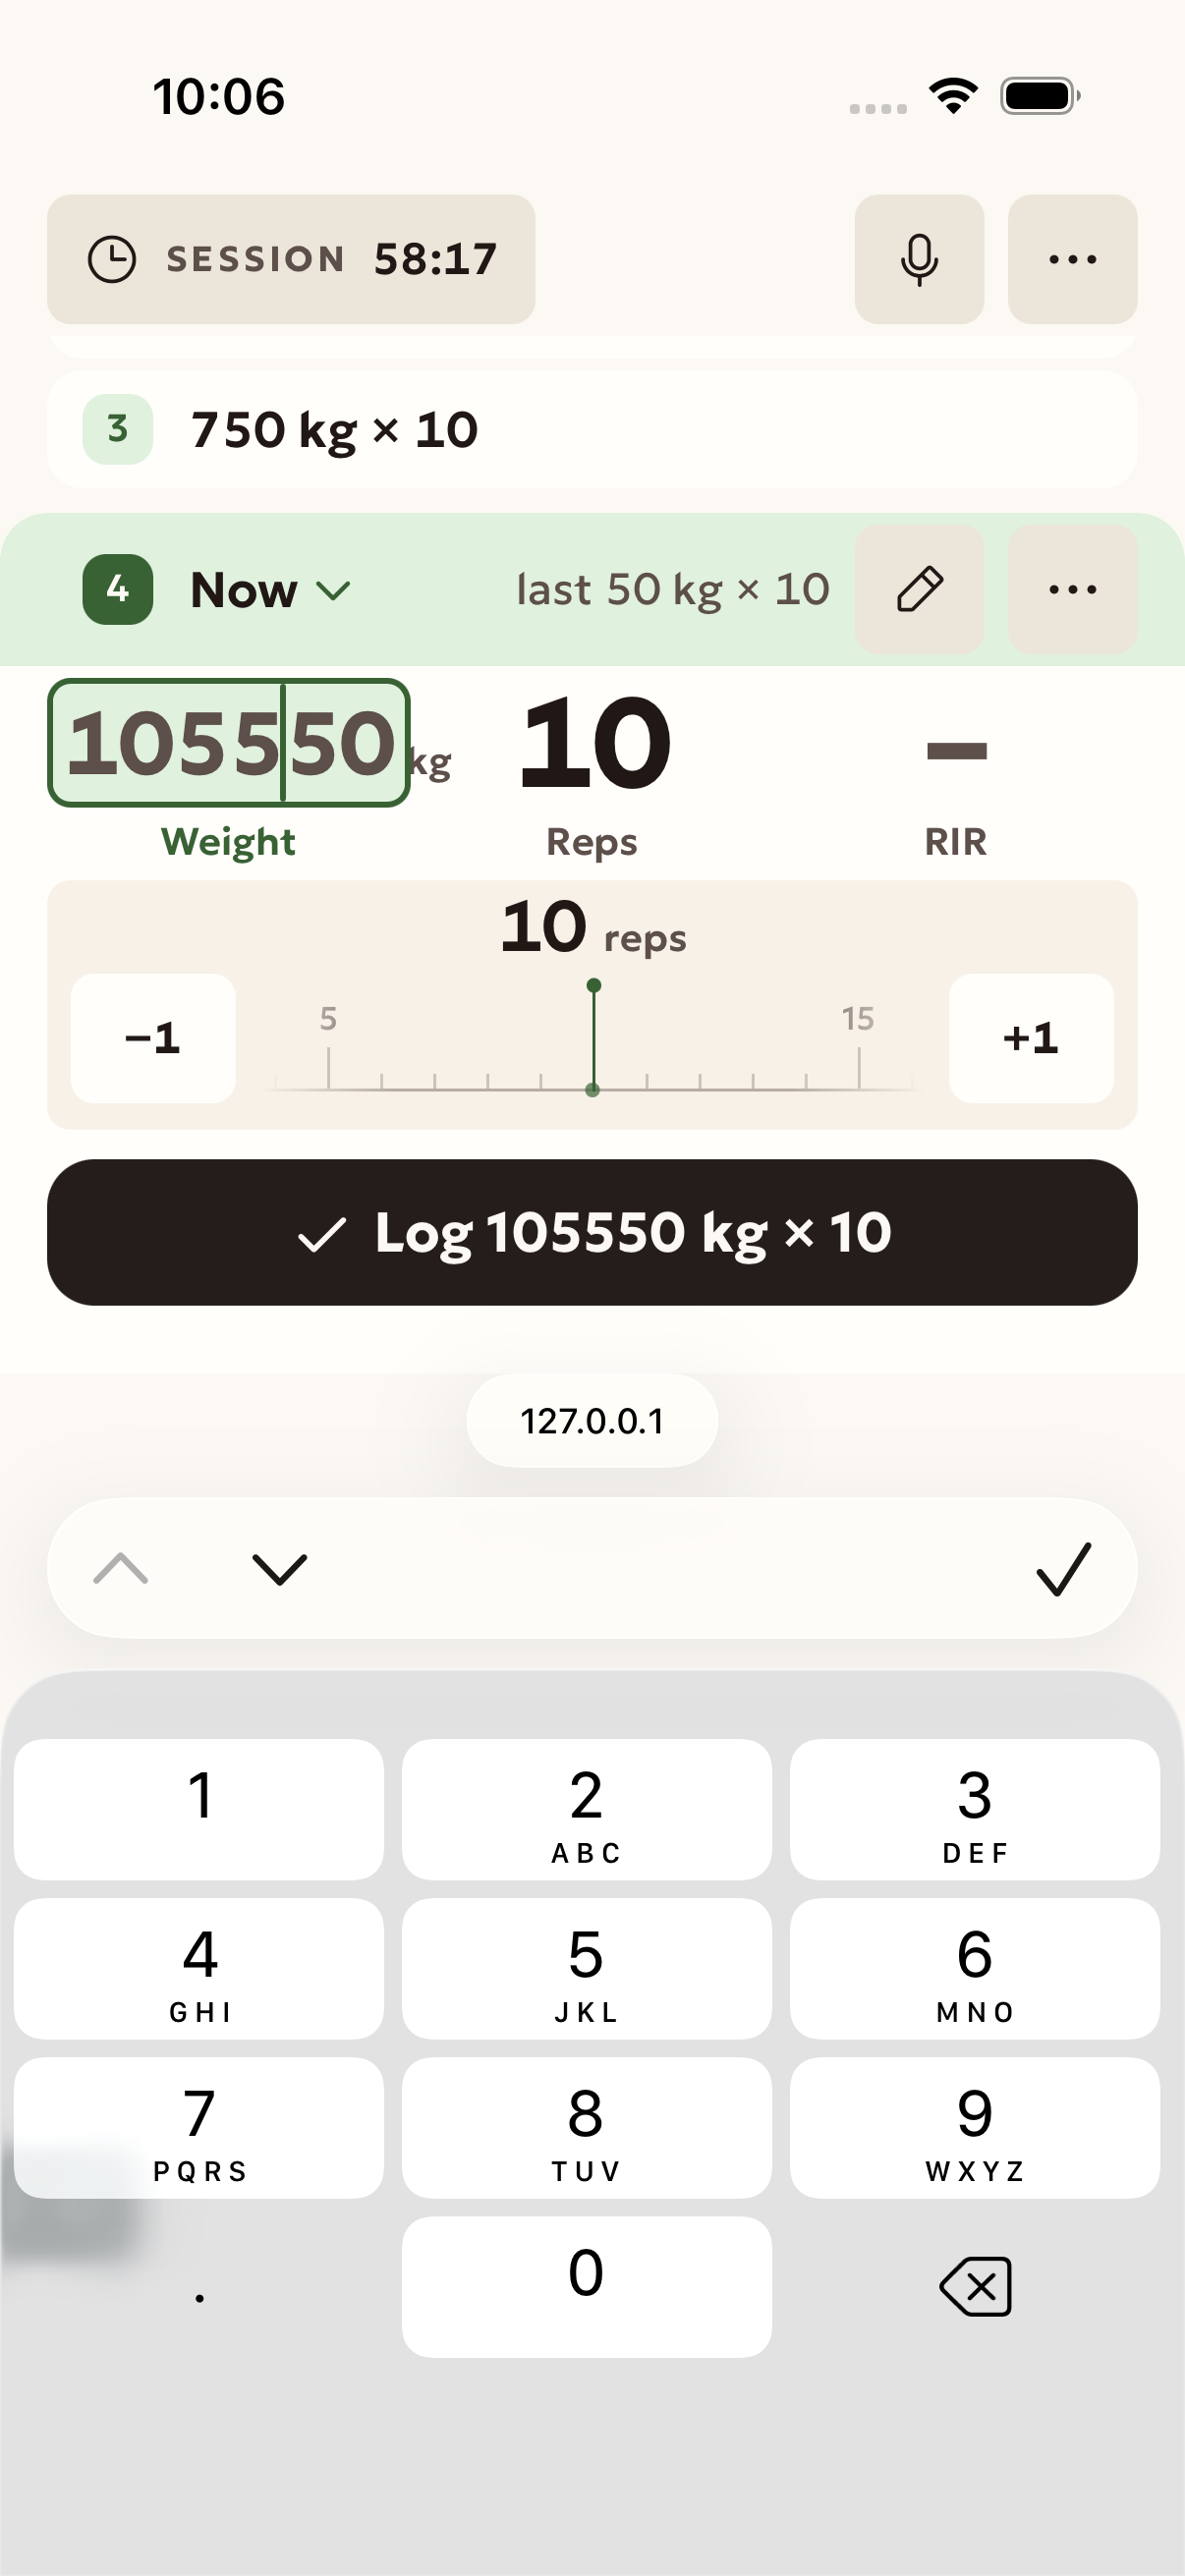 10:06
SESSION 58:17
3 750 kg × 10
4 Now last 50 kg × 10
105550 kg 10 –
Weight Reps RIR
10 reps
5 15
−1 +1
Log 105550 kg × 10
127.0.0.1
1 2 3
ABC DEF
4 5 6
GHI JKL MNO
7 8 9
PQRS TUV WXYZ
. 0